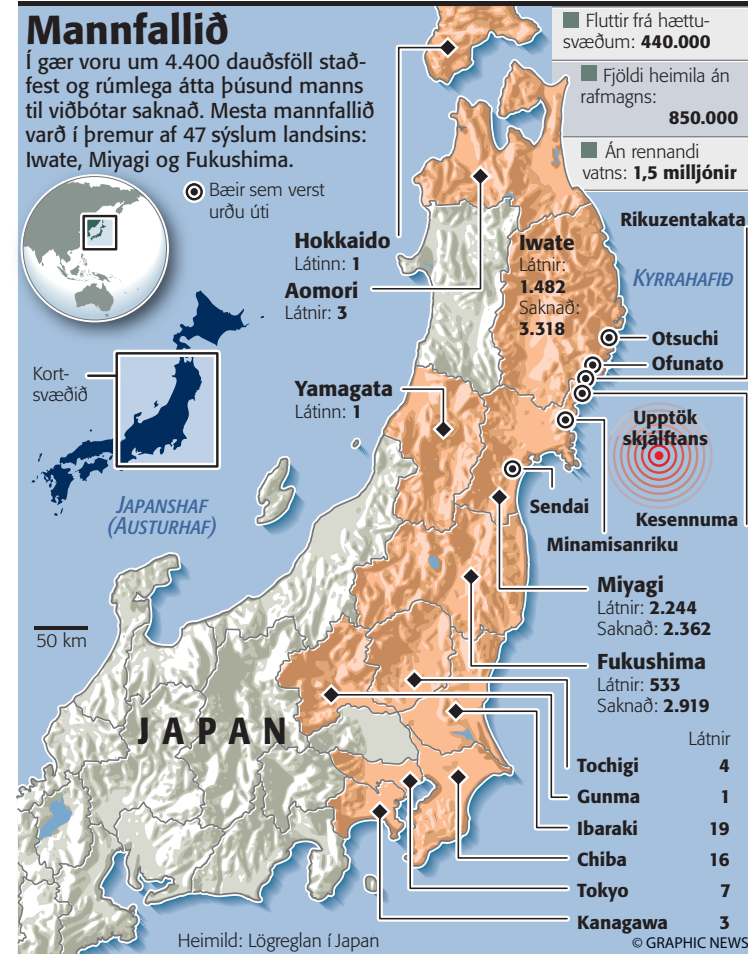 Mannfallið
Í gær voru um 4.400 dauðsföll stað-
fest og rúmlega átta þúsund manns
til viðbótar saknað. Mesta mannfallið
varð í þremur af 47 sýslum landsins:
Iwate, Miyagi og Fukushima.
Fluttir frá hættu-
svæðum: 440.000
Fjöldi heimila án
rafmagns:
850.000
Án rennandi
vatns: 1,5 milljónir
Bæir sem verst
urðu úti
Hokkaido
Látinn: 1
Aomori
Látnir: 3
Iwate
Látnir:
1.482
Saknað:
3.318
Rikuzentakata
KYRRAHAFIÐ
Otsuchi
Ofunato
Kort-
svæðið
Yamagata
Látinn: 1
Upptök
skjálftans
JAPANSHAF
(AUSTURHAF)
Sendai
Kesennuma
Minamisanriku
50 km
Miyagi
Látnir: 2.244
Saknað: 2.362
Fukushima
Látnir: 533
Saknað: 2.919
JAPAN
Látnir
Tochigi 4
Gunma 1
Ibaraki 19
Chiba 16
Tokyo 7
Kanagawa 3
Heimild: Lögreglan í Japan
© GRAPHIC NEWS